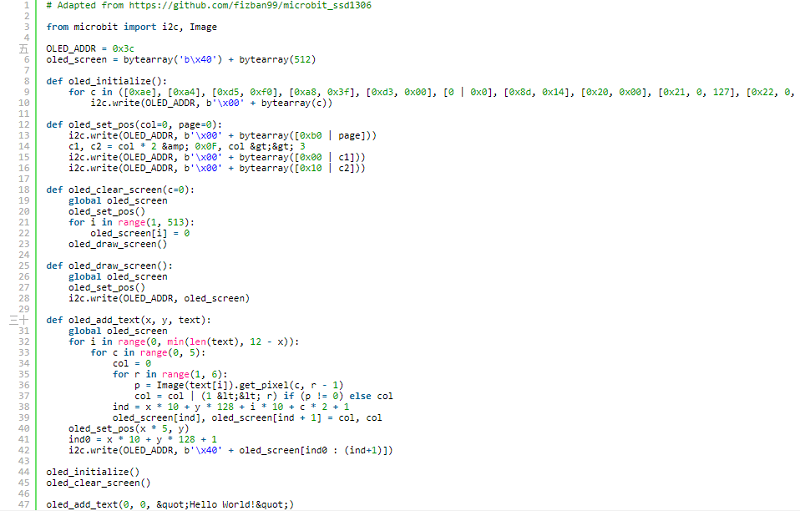 1 # Adapted from https://github.com/fizban99/microbit_ssd1306
2
3 from microbit import i2c, Image
4
五 OLED_ADDR = 0x3c
6 oled_screen = bytearray('b\x40') + bytearray(512)
7
8 def oled_initialize():
9 for c in ([0xae], [0xa4], [0xd5, 0xf0], [0xa8, 0x3f], [0xd3, 0x00], [0 | 0x0], [0x8d, 0x14], [0x20, 0x00], [0x21, 0, 127], [0x22, 0,
10 i2c.write(OLED_ADDR, b'\x00' + bytearray(c))
11
12 def oled_set_pos(col=0, page=0):
13 i2c.write(OLED_ADDR, b'\x00' + bytearray([0xb0 | page]))
14 c1, c2 = col * 2 &amp; 0x0F, col &gt;&gt; 3
15 i2c.write(OLED_ADDR, b'\x00' + bytearray([0x00 | c1]))
16 i2c.write(OLED_ADDR, b'\x00' + bytearray([0x10 | c2]))
17
18 def oled_clear_screen(c=0):
19 global oled_screen
20 oled_set_pos()
21 for i in range(1, 513):
22 oled_screen[i] = 0
23 oled_draw_screen()
24
25 def oled_draw_screen():
26 global oled_screen
27 oled_set_pos()
28 i2c.write(OLED_ADDR, oled_screen)
29
三十 def oled_add_text(x, y, text):
31 global oled_screen
32 for i in range(0, min(len(text), 12 - x)):
33 for c in range(0, 5):
34 col = 0
35 for r in range(1, 6):
36 p = Image(text[i]).get_pixel(c, r - 1)
37 col = col | (1 &lt;&lt; r) if (p != 0) else col
38 ind = x * 10 + y * 128 + i * 10 + c * 2 + 1
39 oled_screen[ind], oled_screen[ind + 1] = col, col
40 oled_set_pos(x * 5, y)
41 ind0 = x * 10 + y * 128 + 1
42 i2c.write(OLED_ADDR, b'\x40' + oled_screen[ind0 : (ind+1)])
43
44 oled_initialize()
45 oled_clear_screen()
46
47 oled_add_text(0, 0, &quot;Hello World!&quot;)